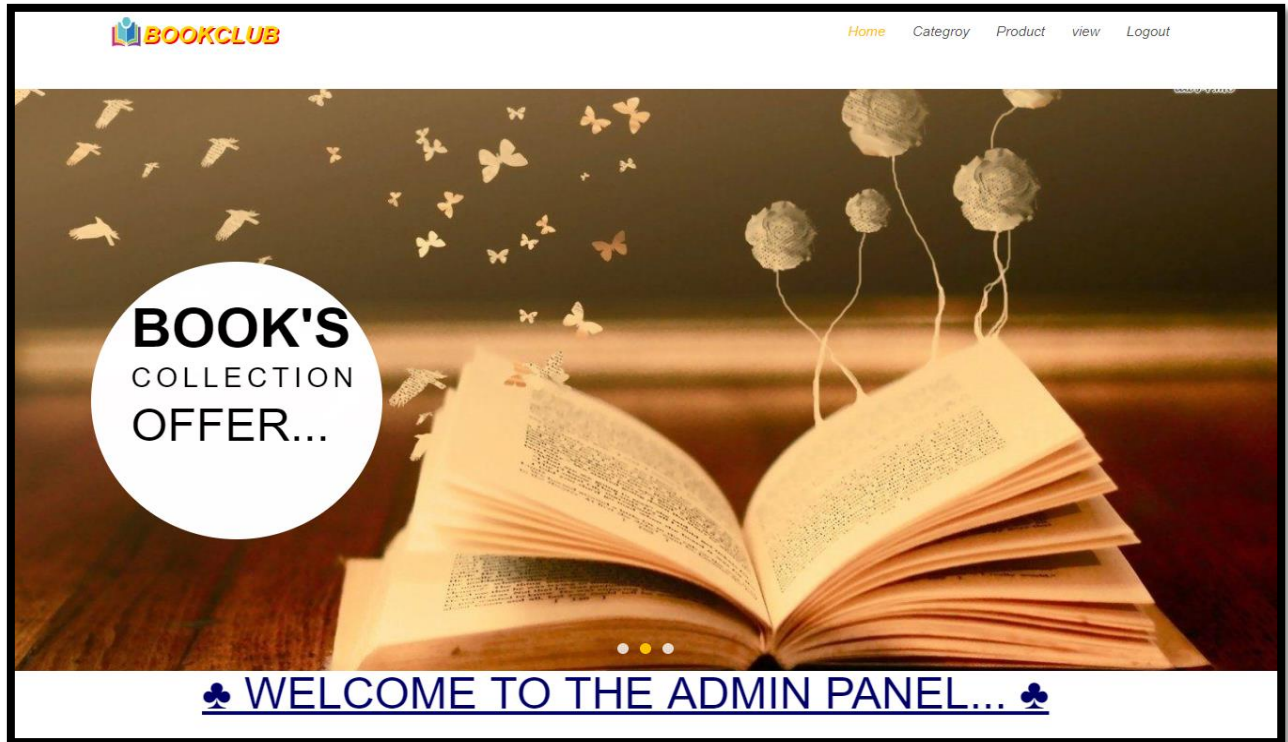 BOOKCLUB
Home Categroy Product view Logout
BOOK'S
COLLECTION
OFFER...
♣ WELCOME TO THE ADMIN PANEL... ♣